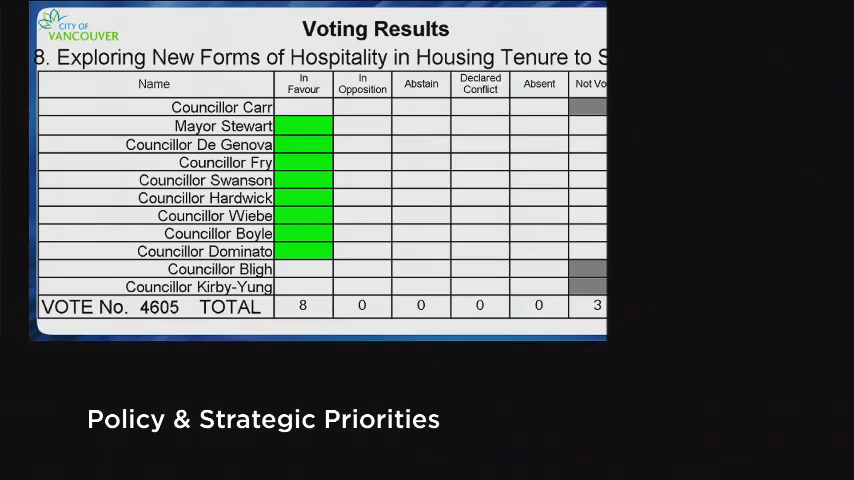 CITY OF
VANCOUVER
Voting Results
8. Exploring New Forms of Hospitality in Housing Tenure to S
Name In Favour In Opposition Abstain Declared Conflict Absent Not Vo
Councillor Carr
Mayor Stewart
Councillor De Genova
Councillor Fry
Councillor Swanson
Councillor Hardwick
Councillor Wiebe
Councillor Boyle
Councillor Dominato
Councillor Bligh
Councillor Kirby-Yung
VOTE No. 4605 TOTAL 8 0 0 0 0 3
Policy & Strategic Priorities